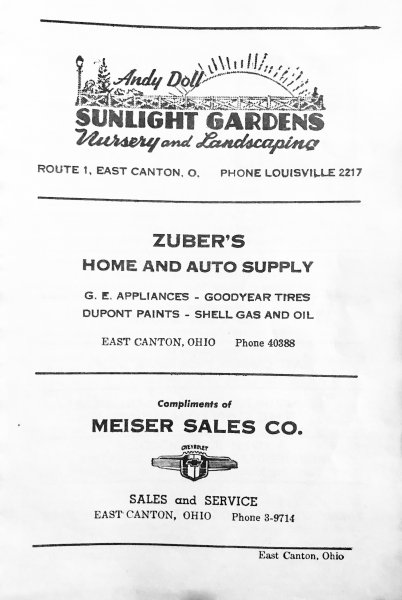 Andy Doll
SUNLIGHT GARDENS
Nursery and Landscaping
ROUTE 1, EAST CANTON, O. PHONE LOUISVILLE 2217
ZUBER'S
HOME AND AUTO SUPPLY
G. E. APPLIANCES - GOODYEAR TIRES
DUPONT PAINTS - SHELL GAS AND OIL
EAST CANTON, OHIO Phone 40388
Compliments of
MEISER SALES CO.
CHEVROLET
SALES and SERVICE
EAST CANTON, OHIO Phone 3-9714
East Canton, Ohio